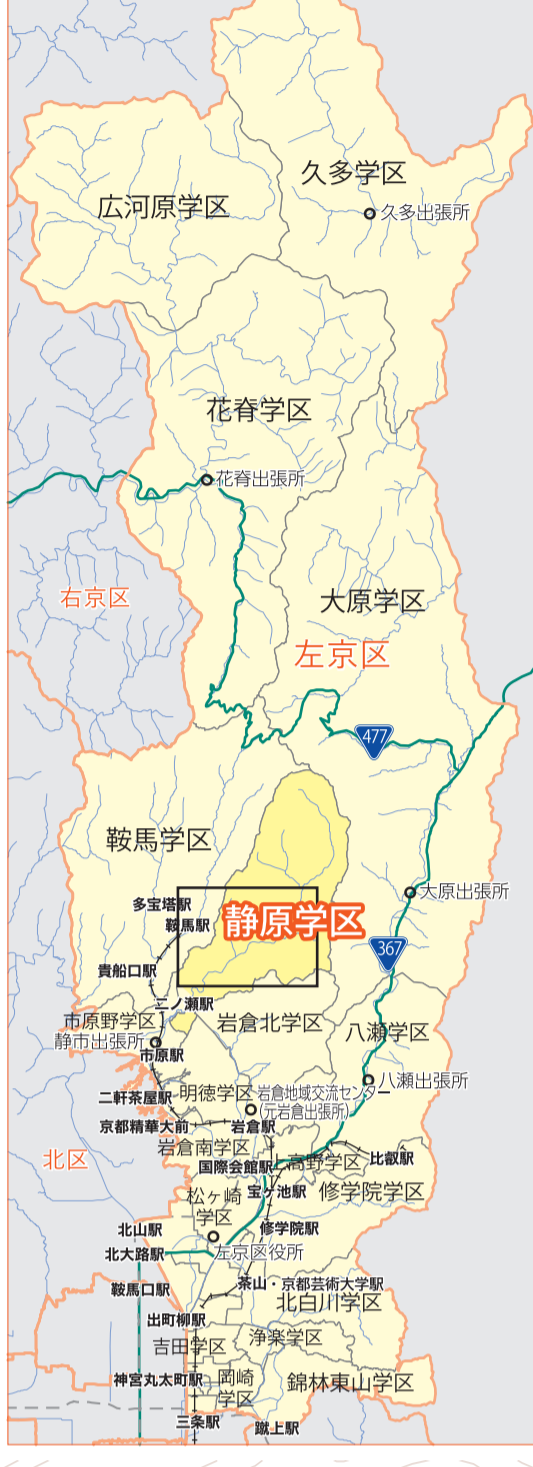 久多学区
久多出張所
広河原学区
花脊学区
花脊出張所
右京区
大原学区
左京区
477
鞍馬学区
多宝塔駅
鞍馬駅
静原学区
大原出張所
367
貴船口駅
二ノ瀬駅
市原野学区
静市出張所
市原駅
岩倉北学区
八瀬学区
八瀬出張所
二軒茶屋駅
明徳学区
岩倉地域交流センター
(元岩倉出張所)
京都精華大前
岩倉駅
岩倉南学区
北区
国際会館駅
上高野学区
比叡駅
宝ケ池駅
修学院学区
松ヶ崎
学区
北山駅
修学院駅
北大路駅
左京区役所
鞍馬口駅
茶山・京都芸術大学駅
北白川学区
出町柳駅
吉田学区
浄楽学区
神宮丸太町駅
岡崎
学区
錦林東山学区
三条駅
蹴上駅